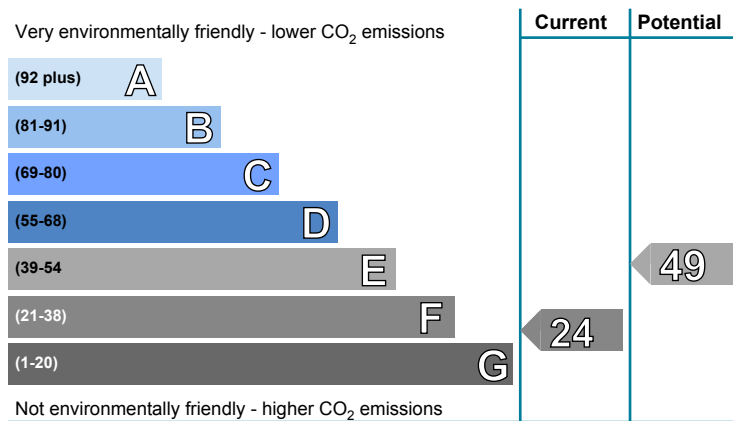 Current Potential
Very environmentally friendly - lower CO2 emissions
(92 plus) A
(81-91) B
(69-80) C
(55-68) D
(39-54 E
49
(21-38) F
24
(1-20) G
Not environmentally friendly - higher CO2 emissions